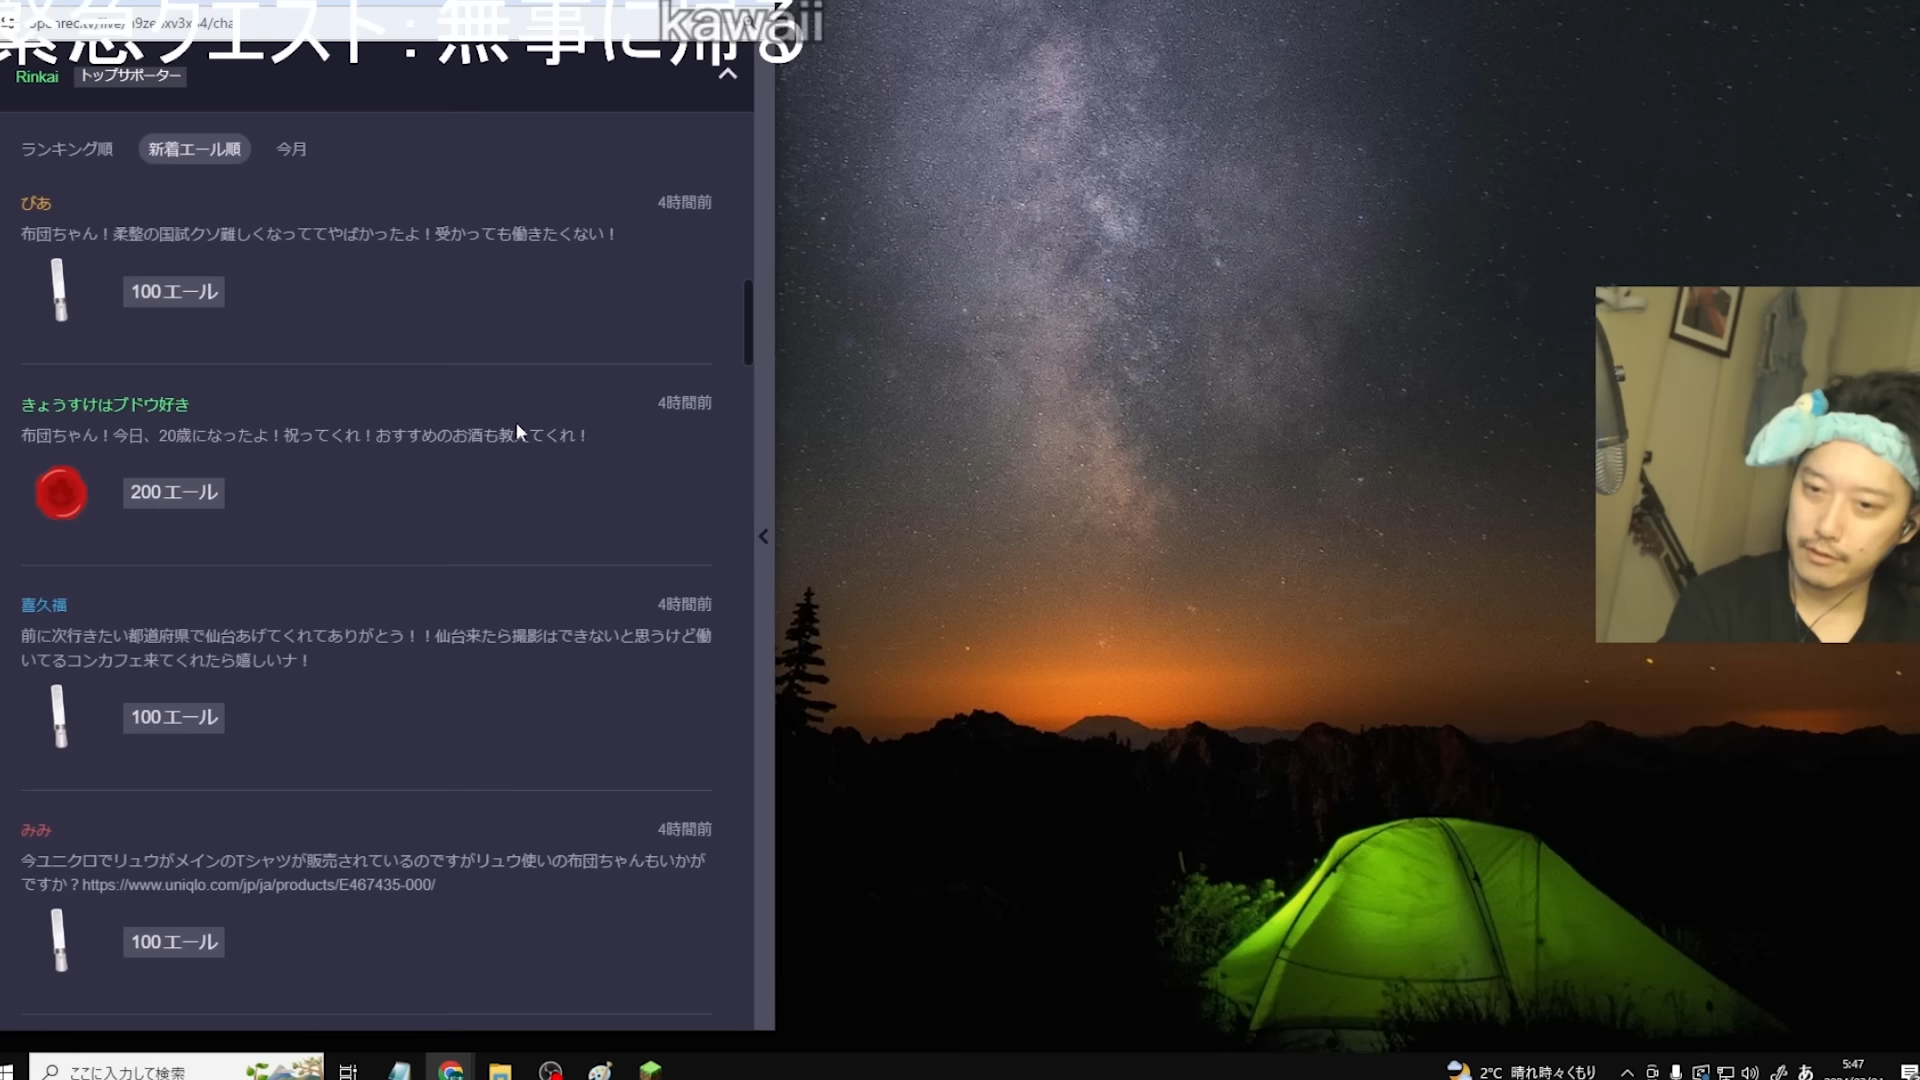 緊急クエスト：無事に帰る
kawaii
Rinkai トップサポーター
ランキング順 新着エール順 今月
ぴあ 4時間前
布団ちゃん！柔整の国試クソ難しくなっててやばかったよ！受かっても働きたくない！
100エール
きょうすけはブドウ好き 4時間前
布団ちゃん！今日、20歳になったよ！祝ってくれ！おすすめのお酒も教えてくれ！
200エール
喜久福 4時間前
前に次行きたい都道府県で仙台あげてくれてありがとう！！仙台来たら撮影はできないと思うけど働
いてるコンカフェ来てくれたら嬉しいナ！
100エール
みみ 4時間前
今ユニクロでリュウがメインのTシャツが販売されているのですがリュウ使いの布団ちゃんもいかが
ですか？https://www.uniqlo.com/jp/ja/products/E467435-000/
100エール
ここに入力して検索
2°C 晴れ時々くもり
あ
5:47